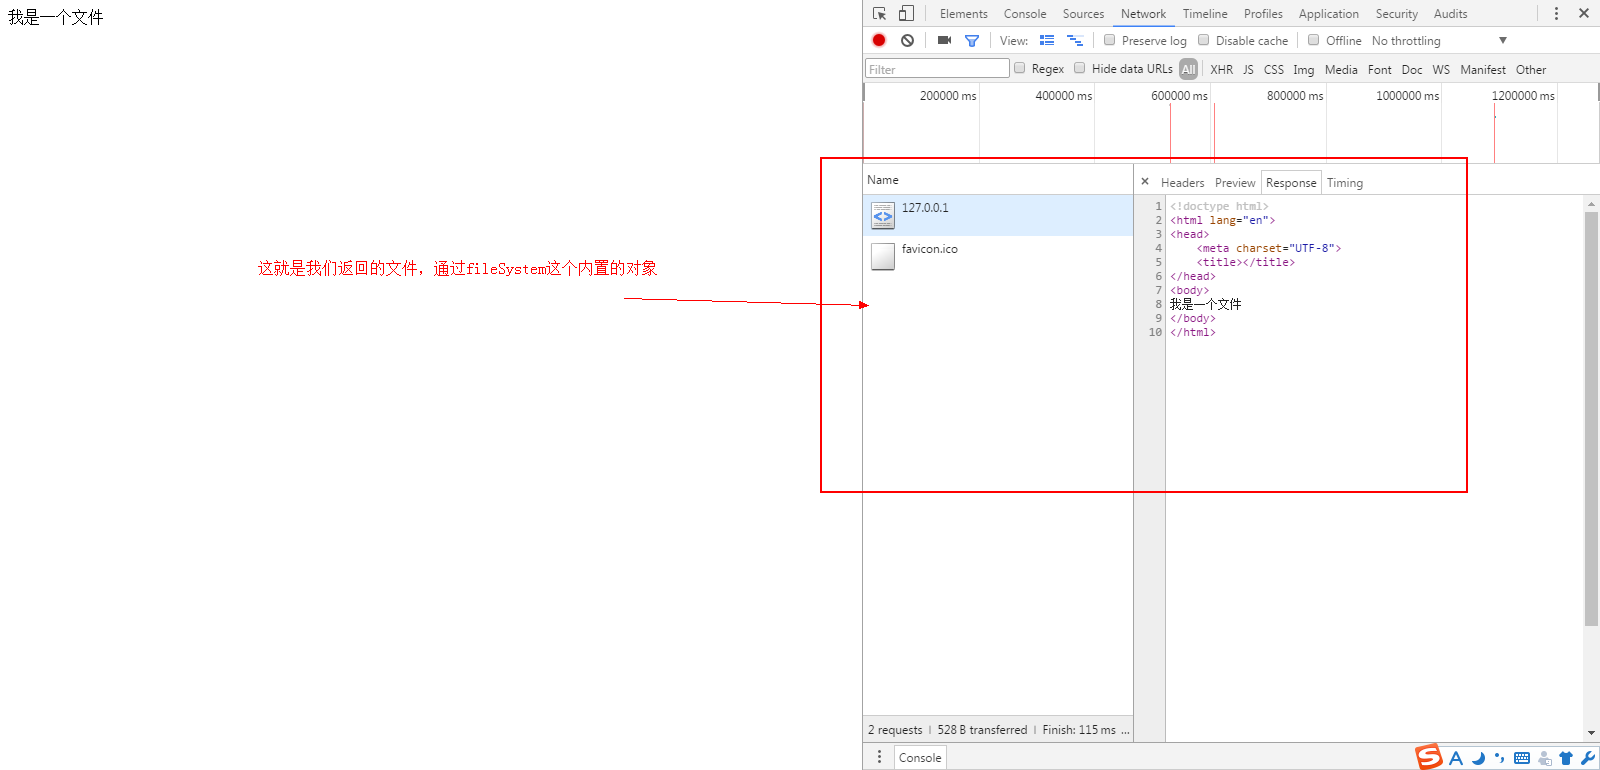 我是一个文件
这就是我们返回的文件，通过fileSystem这个内置的对象
Elements Console Sources Network Timeline Profiles Application Security Audits
View: Preserve log Disable cache Offline No throttling
Filter Regex Hide data URLs All XHR JS CSS Img Media Font Doc WS Manifest Other
200000 ms 400000 ms 600000 ms 800000 ms 1000000 ms 1200000 ms
Name
127.0.0.1
favicon.ico
× Headers Preview Response Timing
1 <!doctype html>
2 <html lang="en">
3 <head>
4 <meta charset="UTF-8">
5 <title></title>
6 </head>
7 <body>
8 我是一个文件
9 </body>
10 </html>
2 requests | 528 B transferred | Finish: 115 ms ...
Console
S A